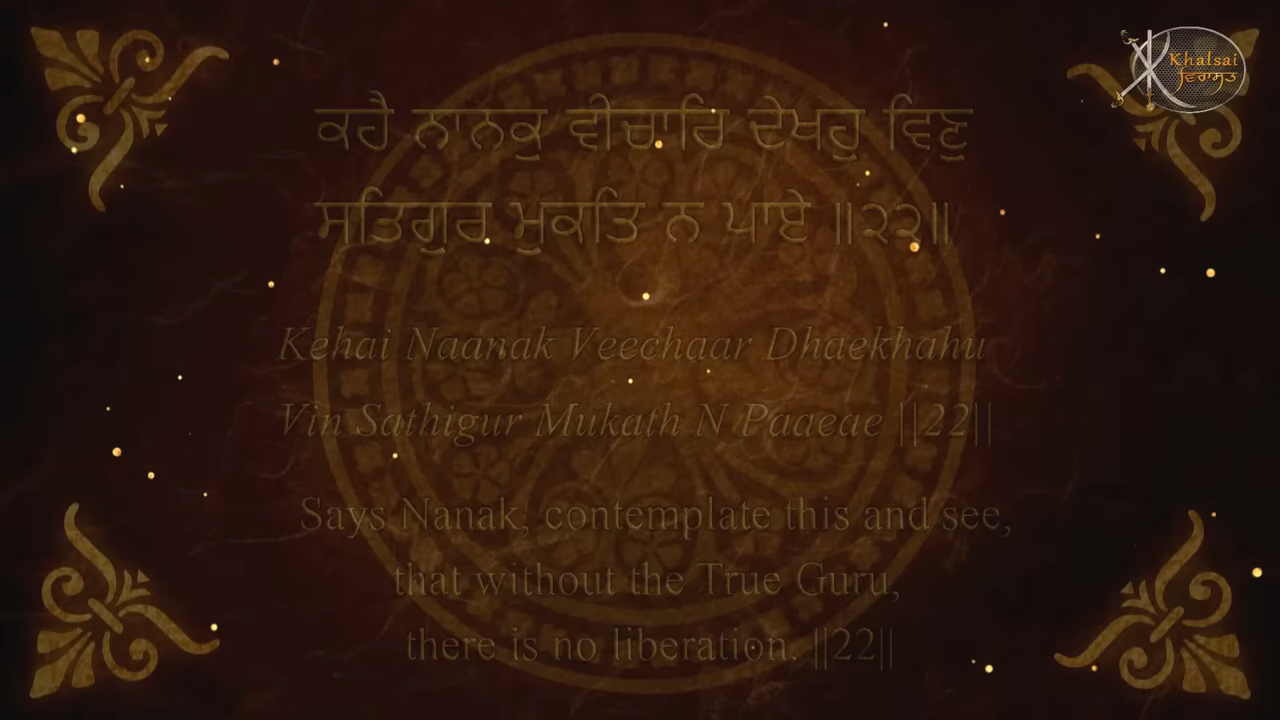 Khalsai
ਵਿਰਾਸਤ
ਕਹੈ ਨਾਨਕੁ ਵੀਚਾਰਿ ਦੇਖਹੁ ਵਿਣੁ
ਸਤਿਗੁਰ ਮੁਕਤਿ ਨ ਪਾਏ ॥੨੨॥
Kehai Naanak Veechaar Dhaekhahu
Vin Sathigur Mukath N Paaeae ||22||
Says Nanak, contemplate this and see,
that without the True Guru,
there is no liberation. ||22||